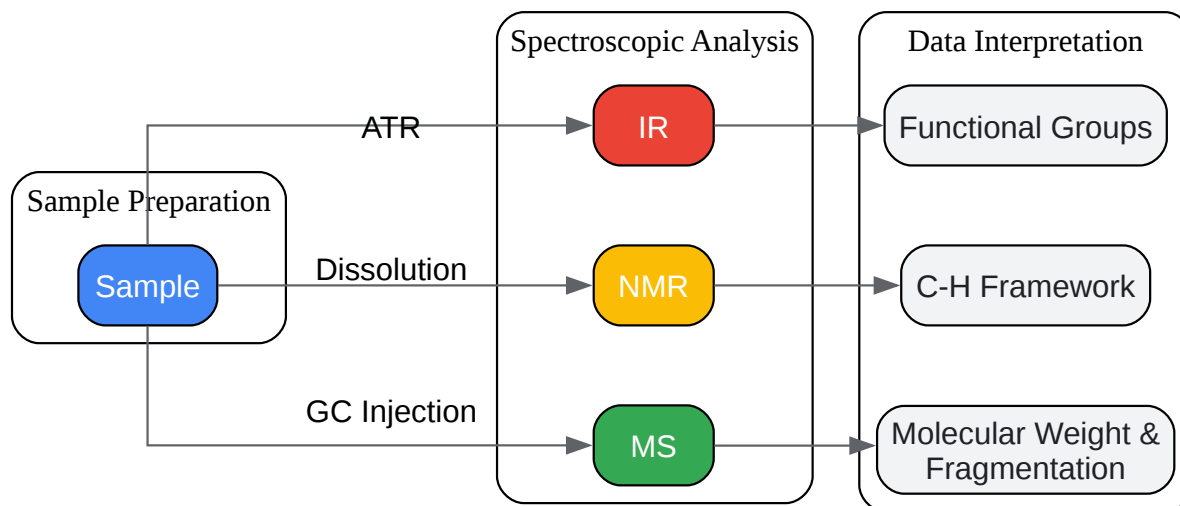 Spectroscopic Analysis
Data Interpretation
ATR
IR
Functional Groups
Sample Preparation
Sample
Dissolution
NMR
C-H Framework
GC Injection
MS
Molecular Weight &
Fragmentation